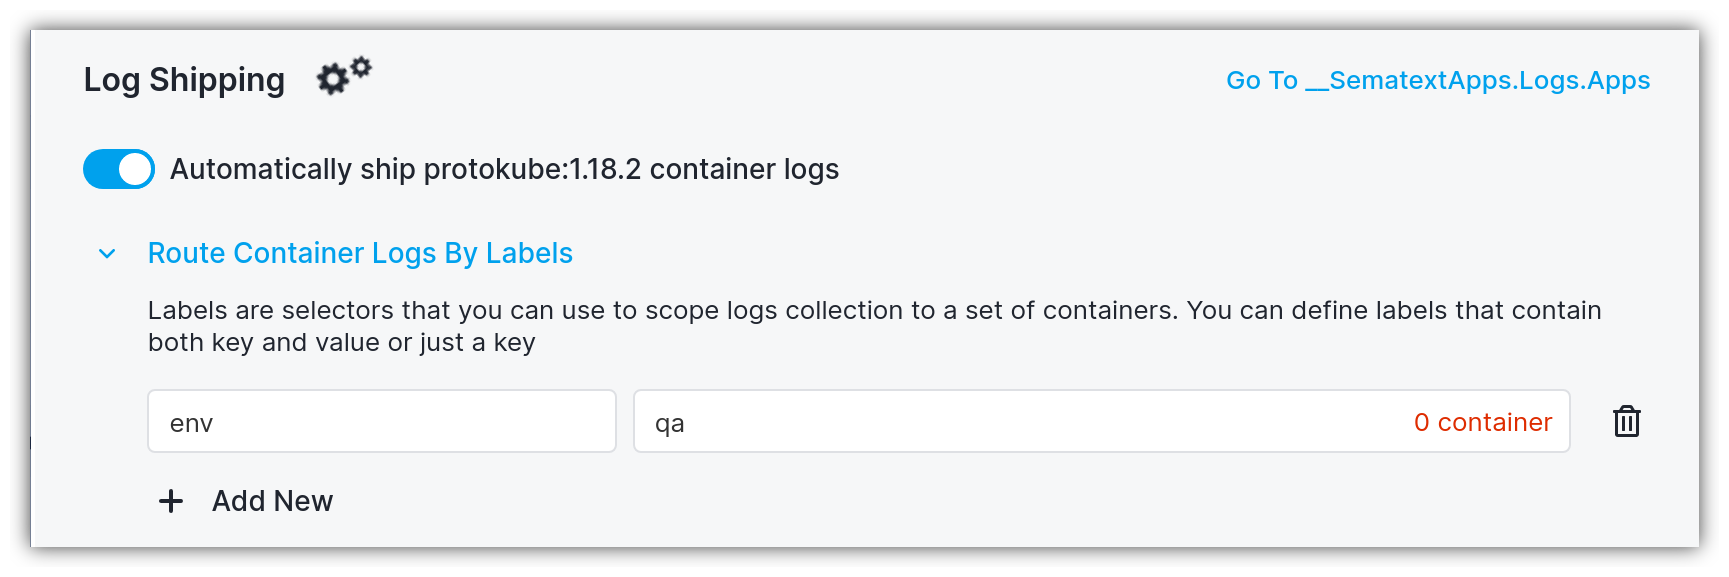 Log Shipping
Go To __SematextApps.Logs.Apps
Automatically ship protokube:1.18.2 container logs
Route Container Logs By Labels
Labels are selectors that you can use to scope logs collection to a set of containers. You can define labels that contain
both key and value or just a key
env
qa
0 container
Add New